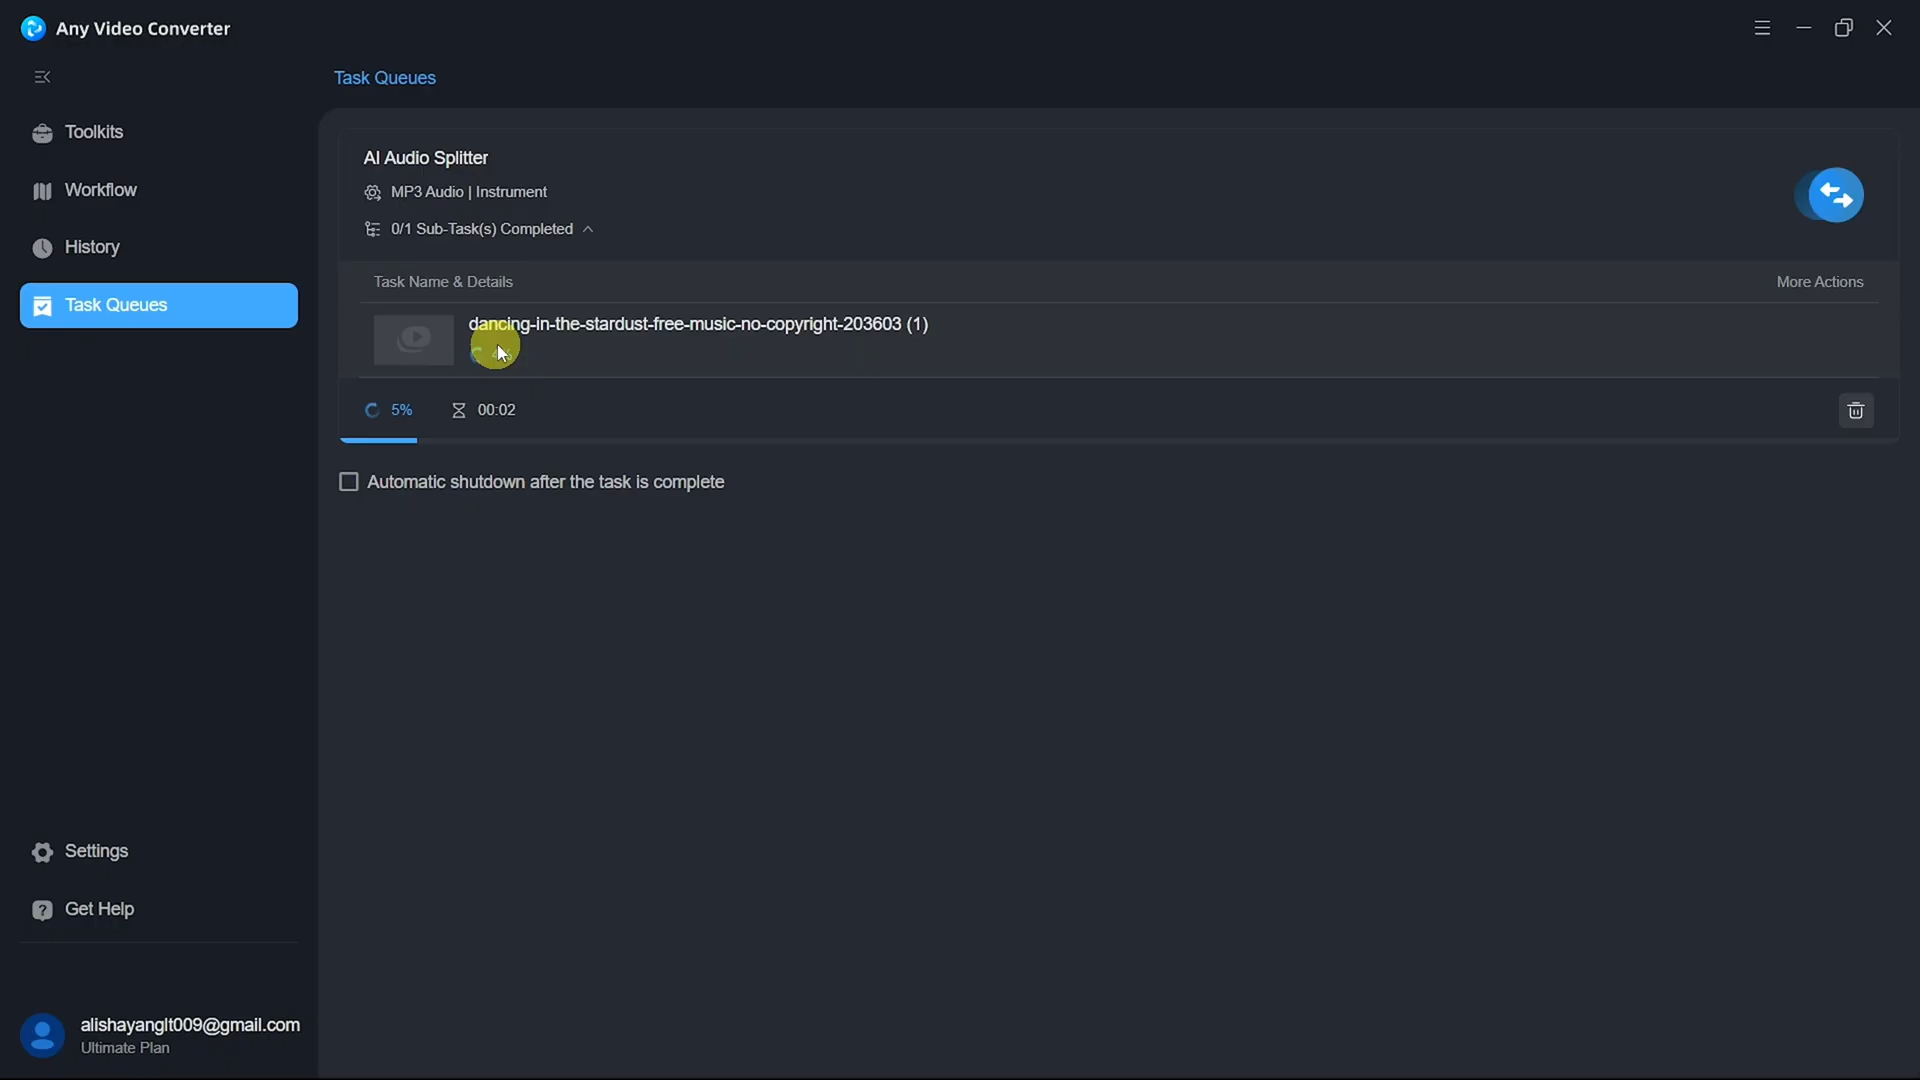 Any Video Converter
Task Queues
Toolkits
Workflow
History
Task Queues
AI Audio Splitter
MP3 Audio | Instrument
0/1 Sub-Task(s) Completed
Task Name & Details
More Actions
dancing-in-the-stardust-free-music-no-copyright-203603 (1)
5%
00:02
Automatic shutdown after the task is complete
Settings
Get Help
alishayanglt009@gmail.com
Ultimate Plan